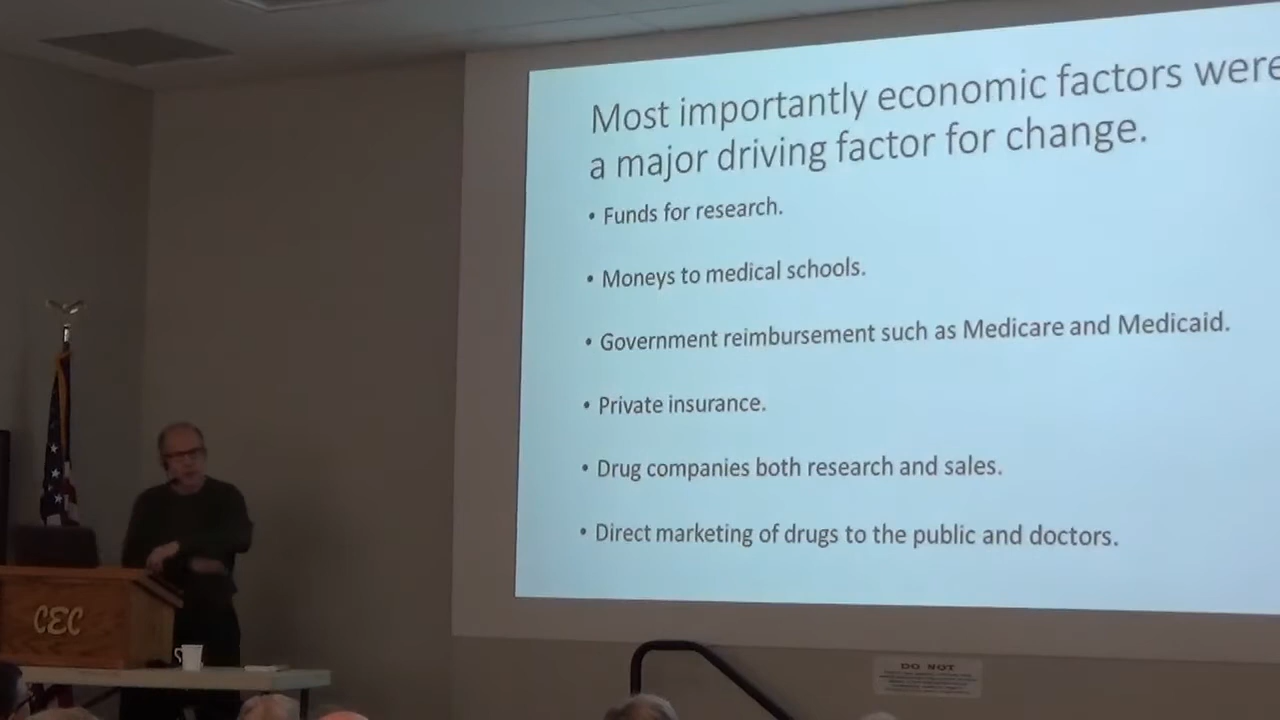 Most importantly economic factors were
a major driving factor for change.
• Funds for research.
• Moneys to medical schools.
• Government reimbursement such as Medicare and Medicaid.
• Private insurance.
• Drug companies both research and sales.
• Direct marketing of drugs to the public and doctors.
CEC
DO NOT